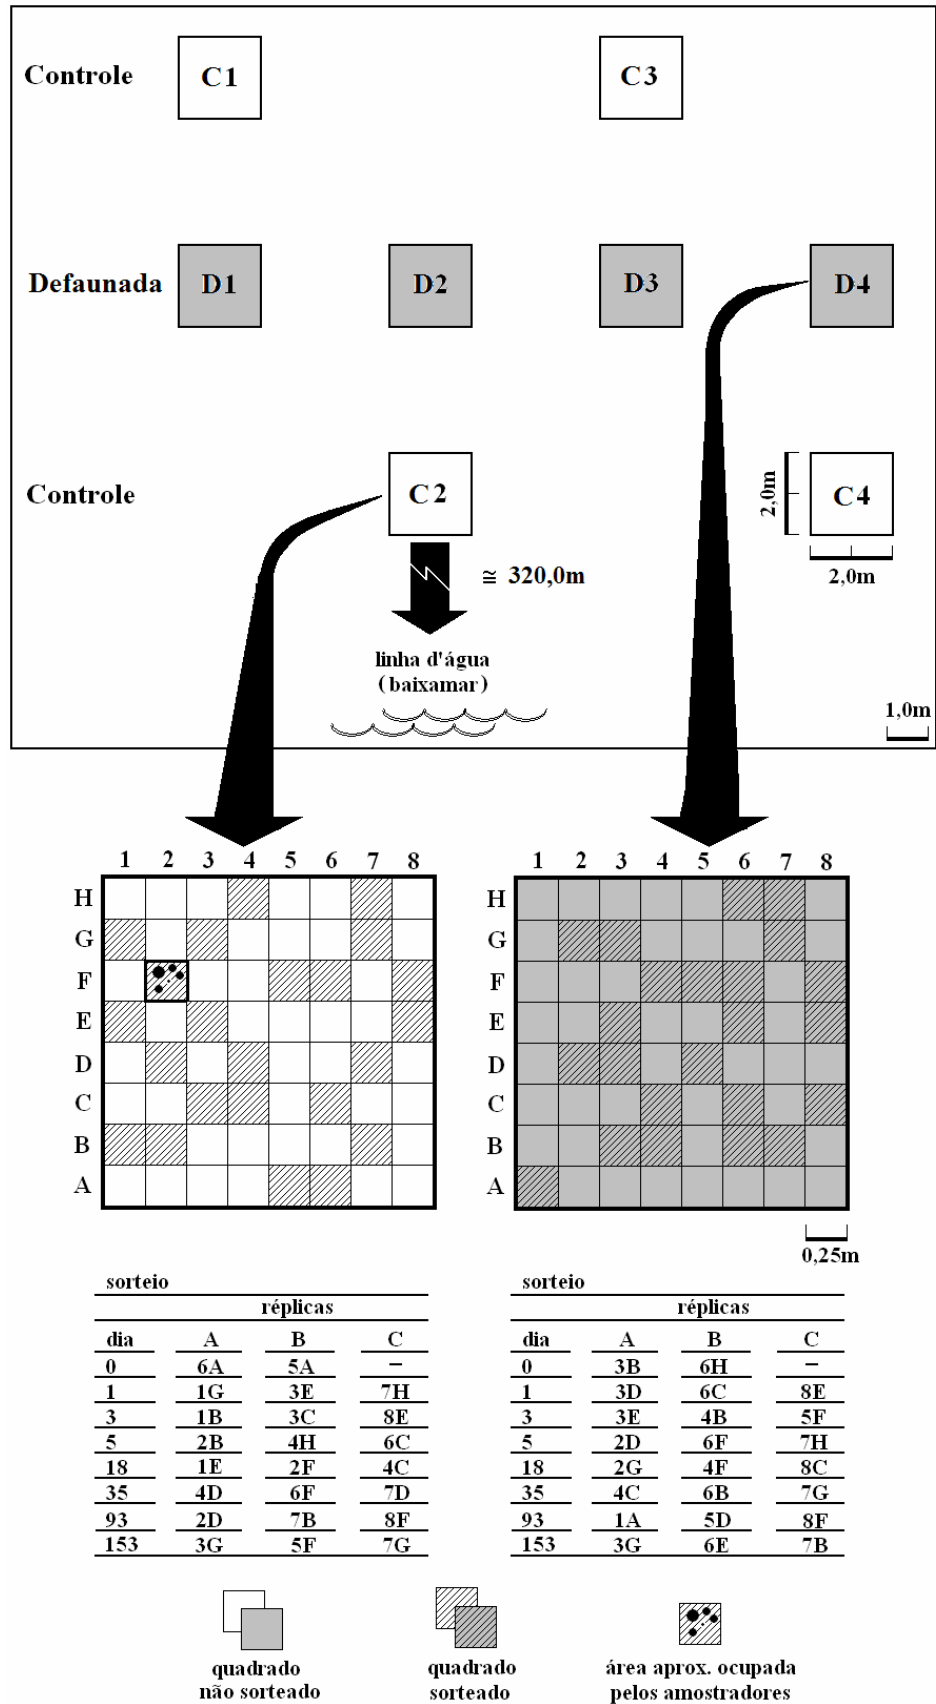 Controle C1 C3
Defaunada D1 D2 D3 D4
Controle C2 C4
2,0m
2,0m
≅ 320,0m
linha d'água
(baixamar)
1,0m
1 2 3 4 5 6 7 8
H
G
F
E
D
C
B
A
1 2 3 4 5 6 7 8
H
G
F
E
D
C
B
A
0,25m
sorteio
réplicas
dia A B C
0 6A 5A –
1 1G 3E 7H
3 1B 3C 8E
5 2B 4H 6C
18 1E 2F 4C
35 4D 6F 7D
93 2D 7B 8F
153 3G 5F 7G
sorteio
réplicas
dia A B C
0 3B 6H –
1 3D 6C 8E
3 3E 4B 5F
5 2D 6F 7H
18 2G 4F 8C
35 4C 6B 7G
93 1A 5D 8F
153 3G 6E 7B
quadrado
não sorteado
quadrado
sorteado
área aprox. ocupada
pelos amostradores